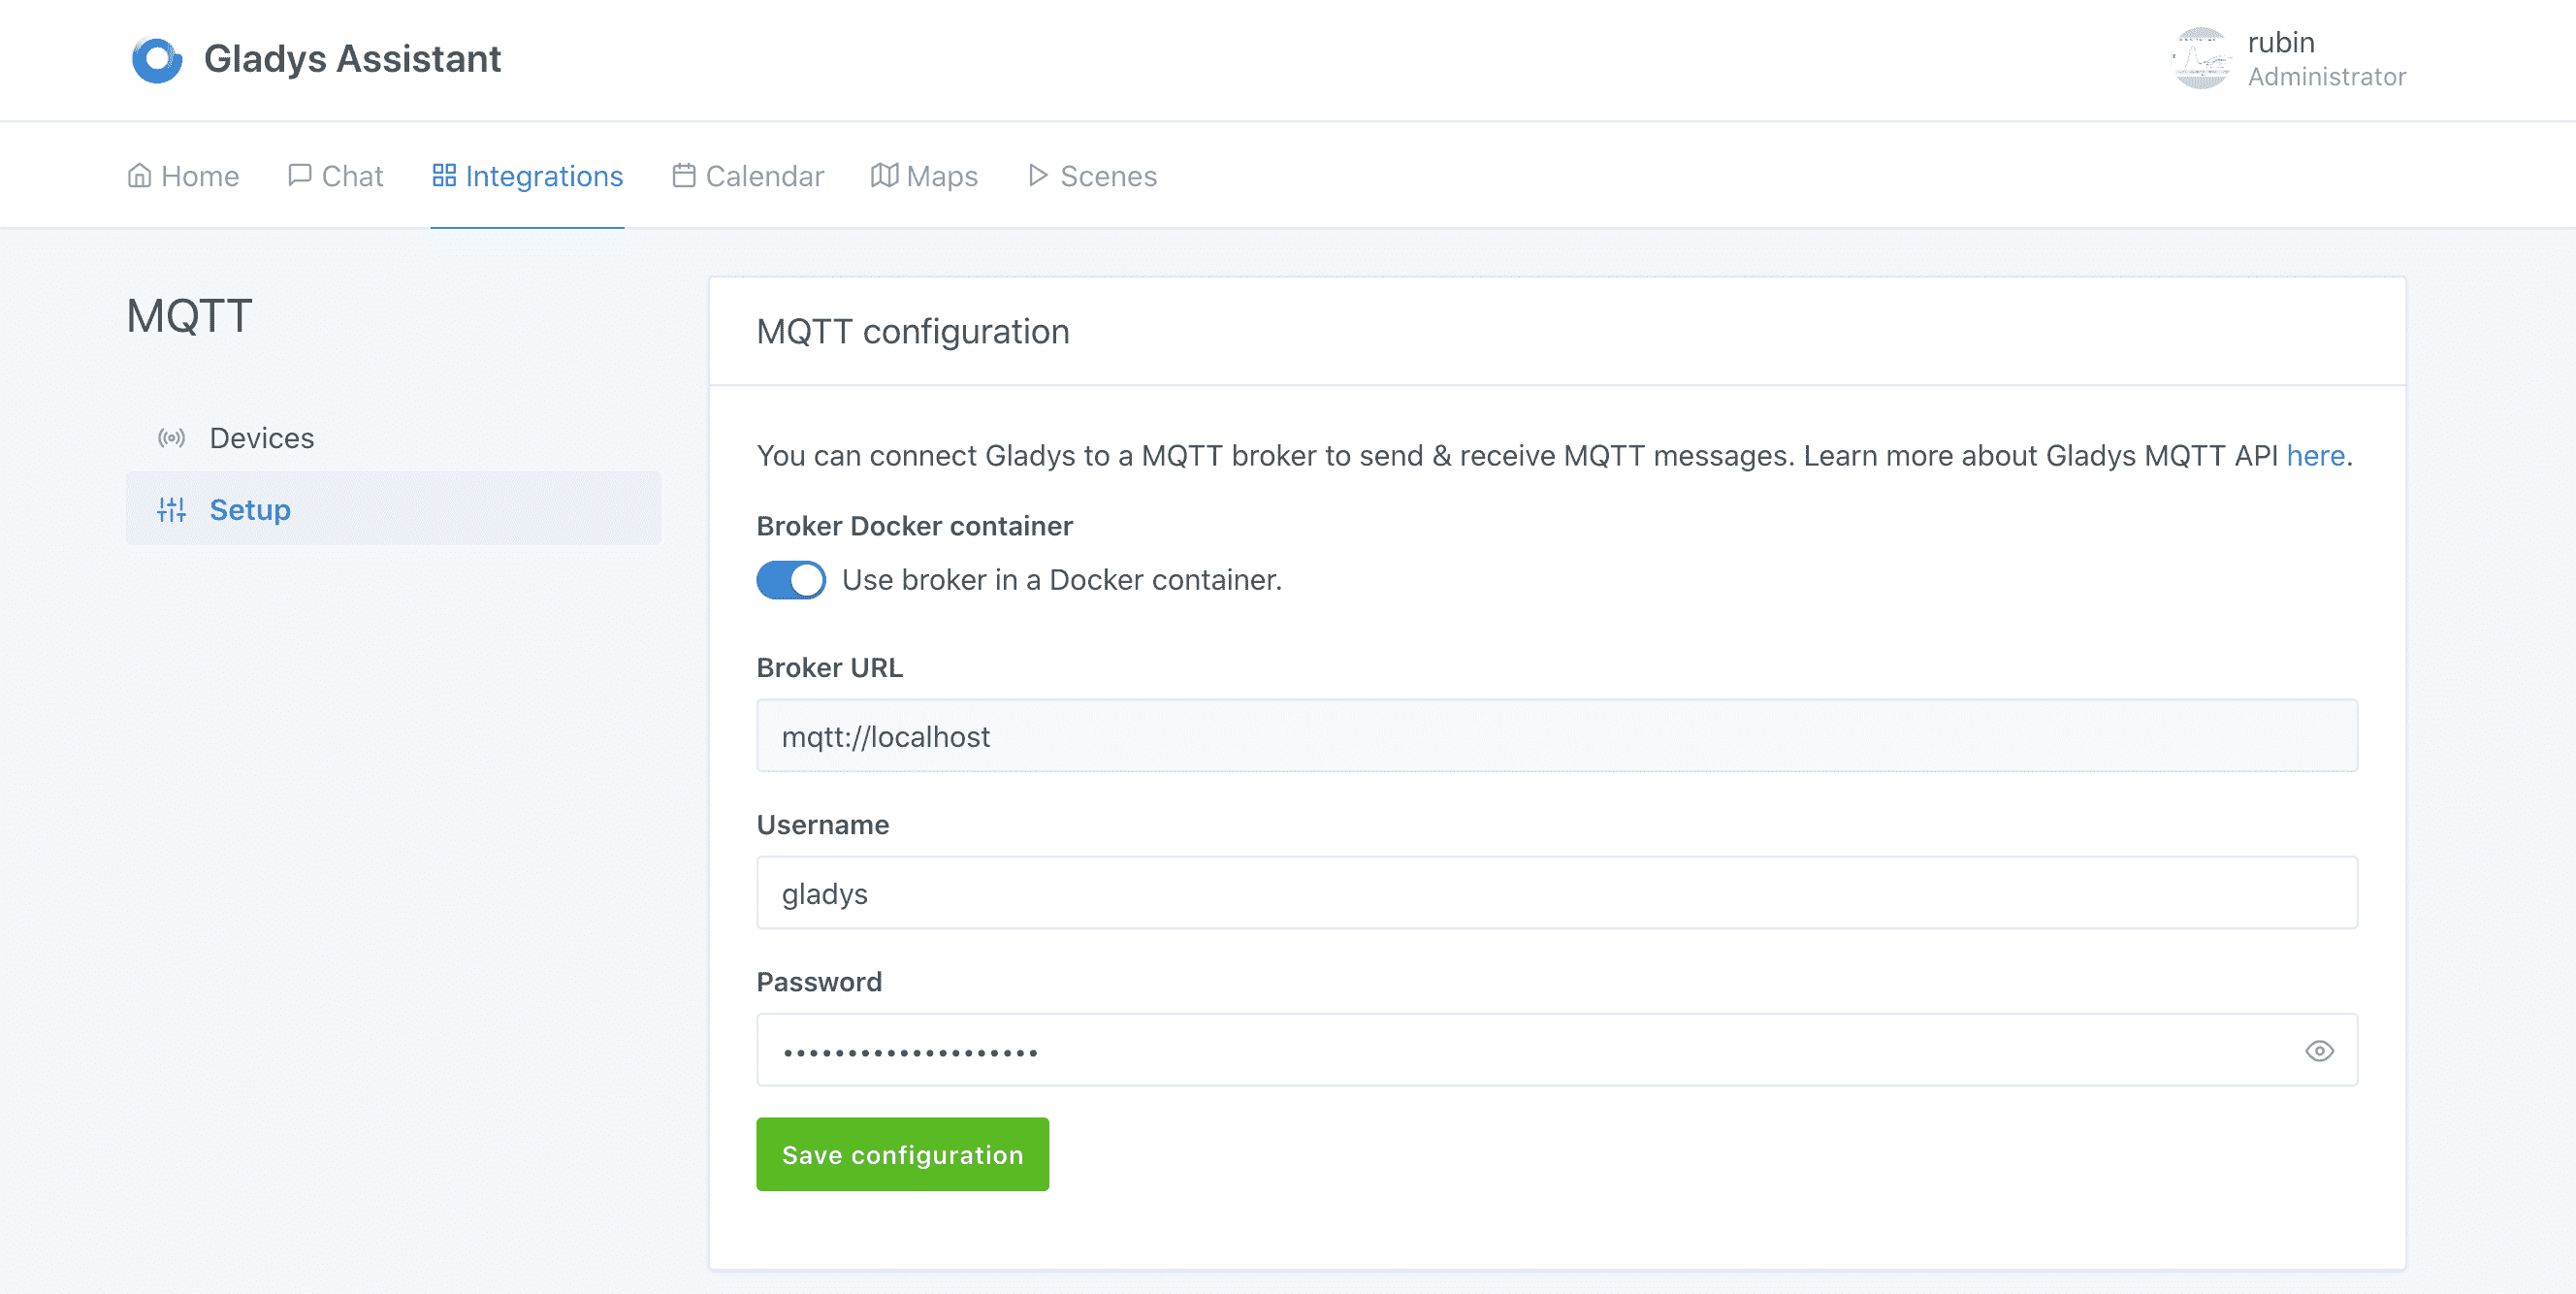 Gladys Assistant
rubin
Administrator
Home Chat Integrations Calendar Maps Scenes
MQTT
Devices
Setup
MQTT configuration
You can connect Gladys to a MQTT broker to send & receive MQTT messages. Learn more about Gladys MQTT API here.
Broker Docker container
Use broker in a Docker container.
Broker URL
mqtt://localhost
Username
gladys
Password
••••••••••••••••••••
Save configuration